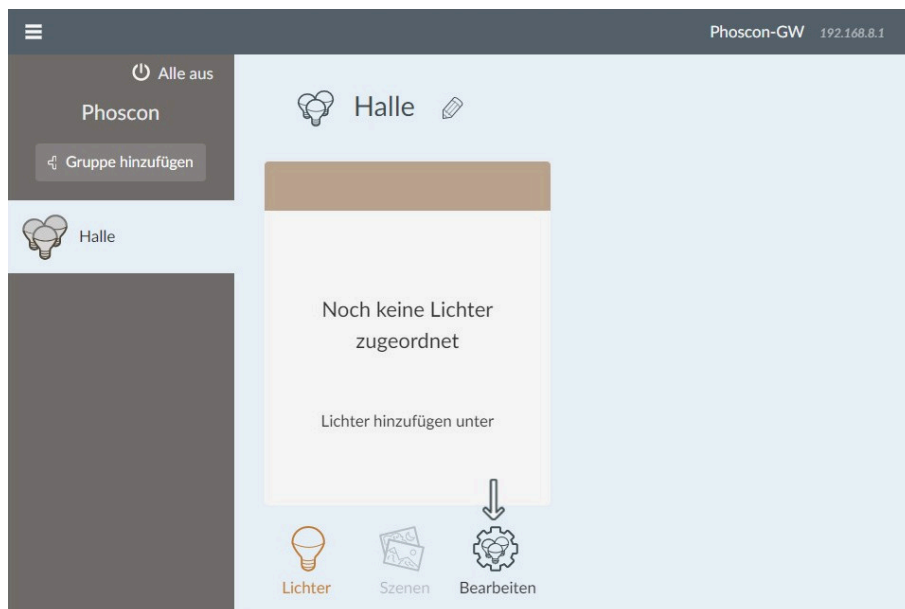 Phoscon-GW 192.168.8.1
Alle aus
Phoscon
Gruppe hinzufügen
Halle
Halle
Noch keine Lichter
zugeordnet
Lichter hinzufügen unter
Lichter
Szenen
Bearbeiten